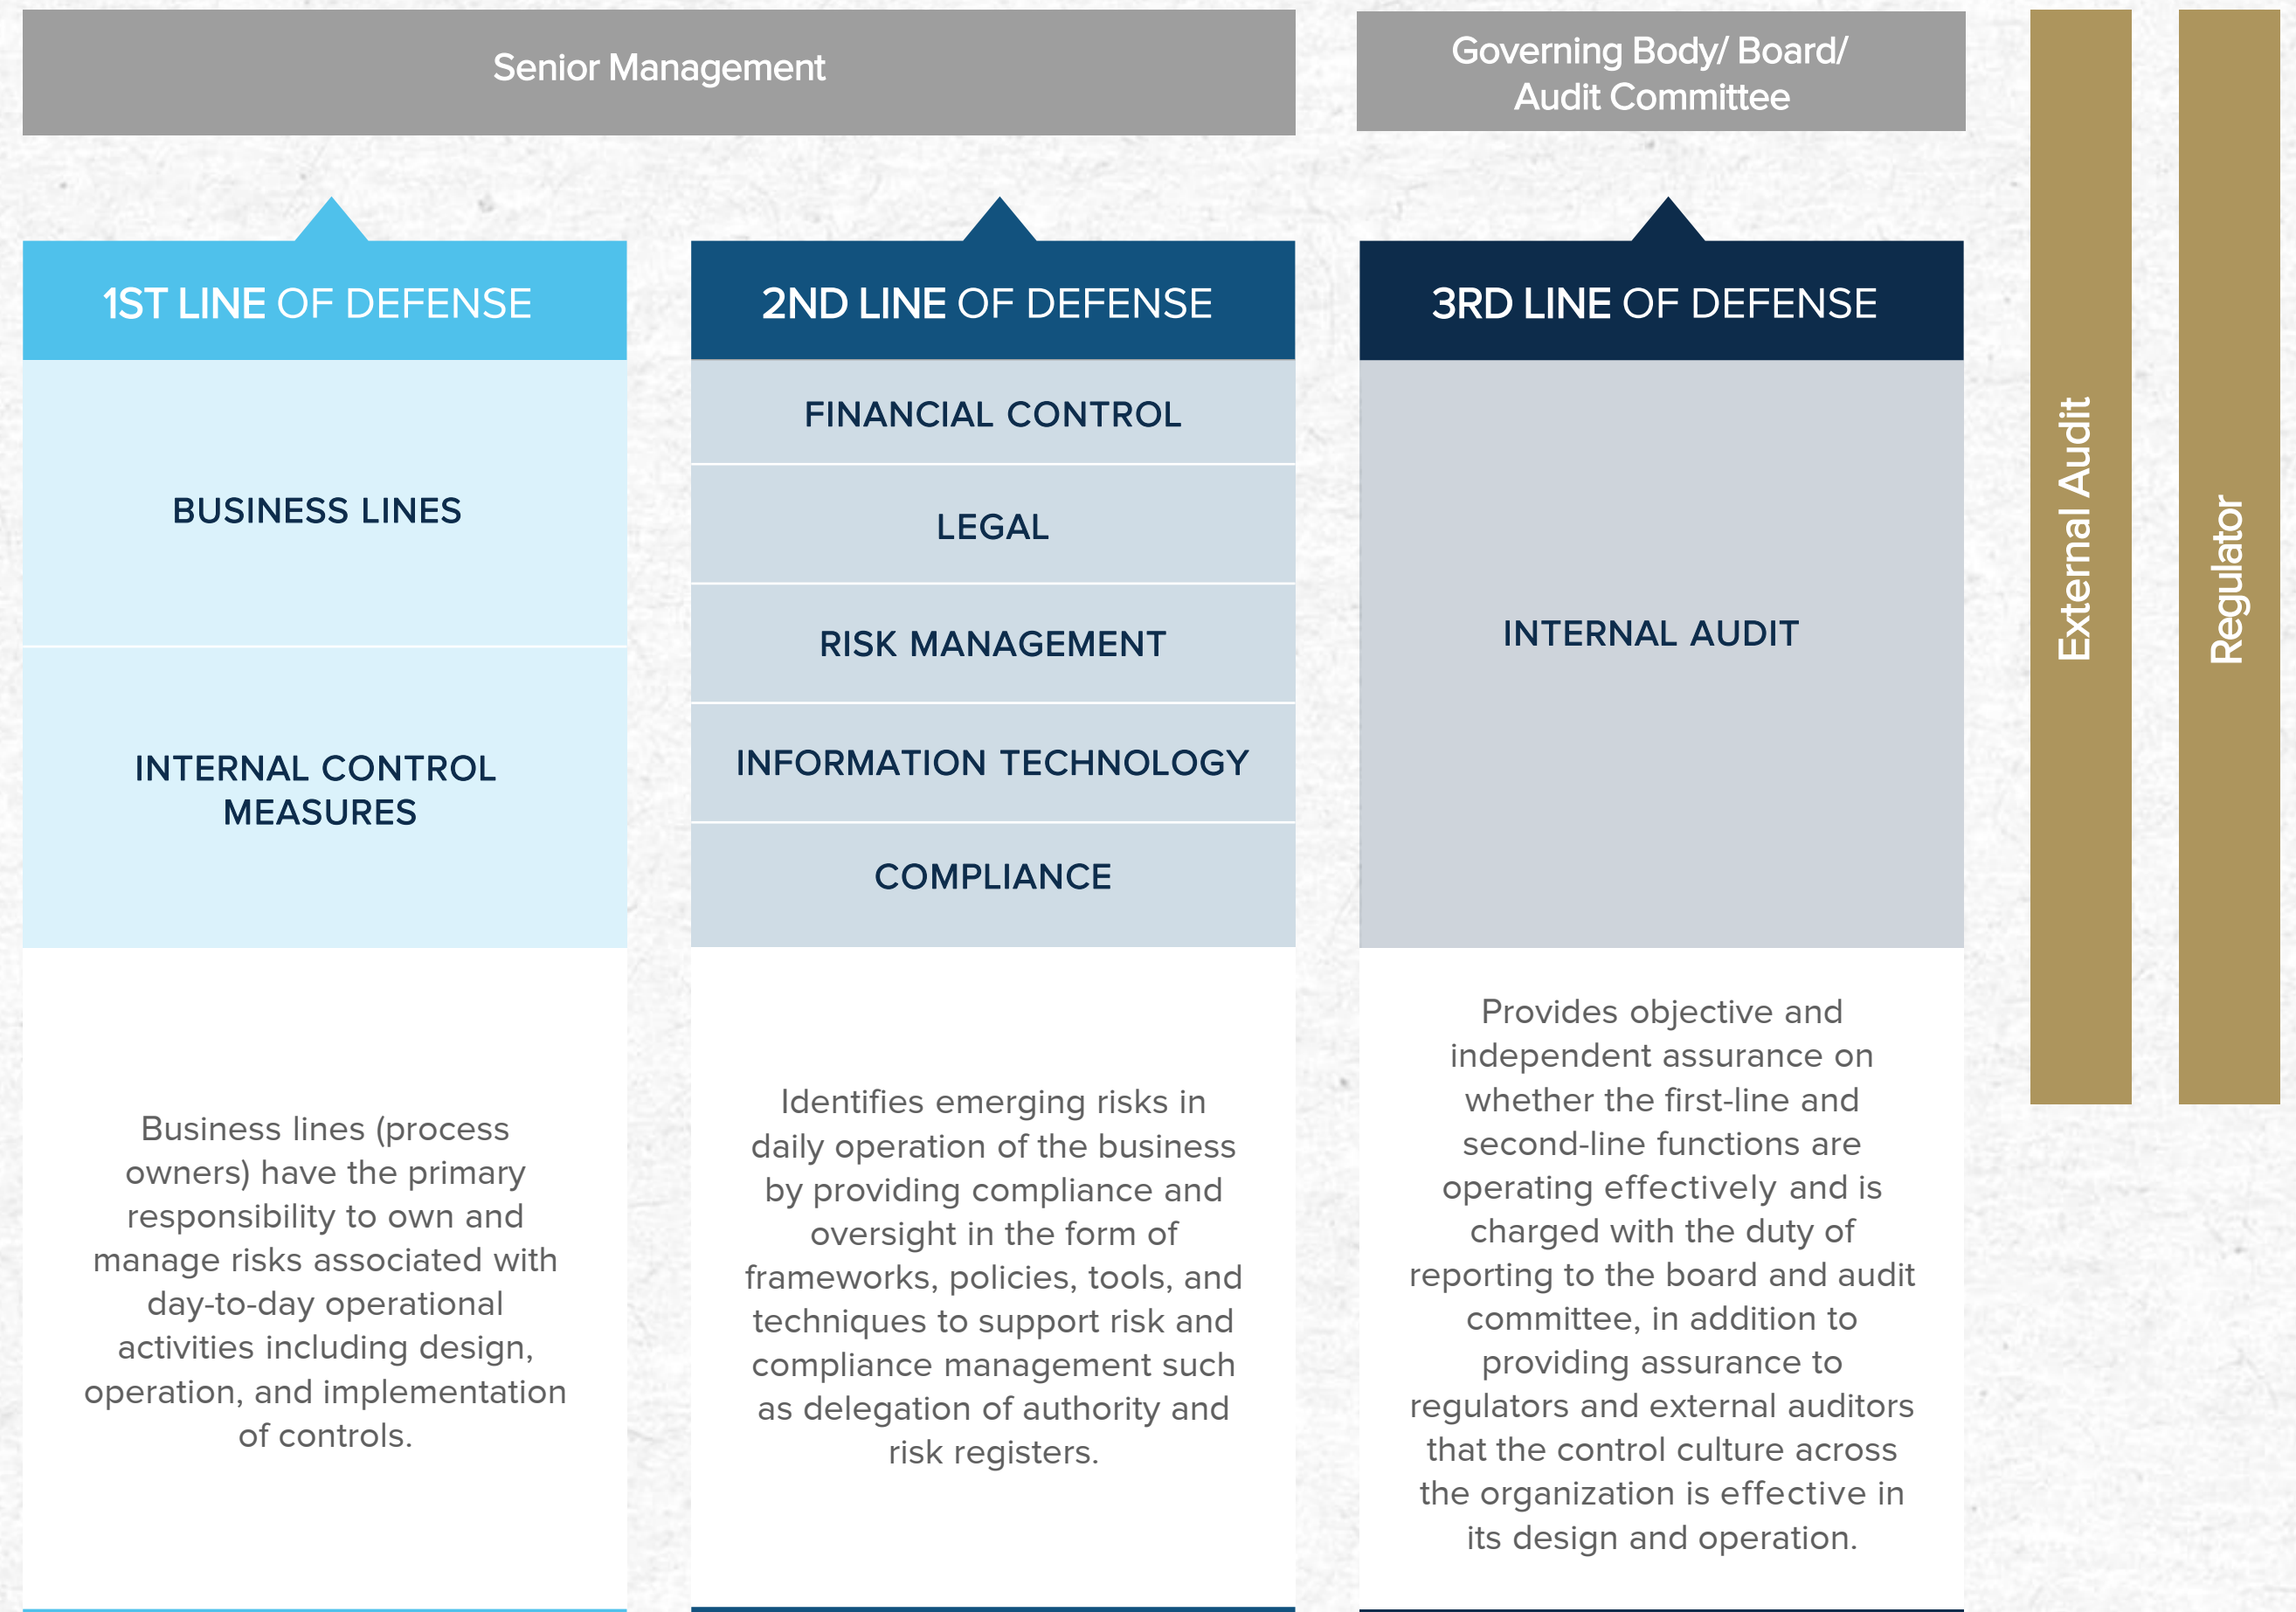 Senior Management
Governing Body/ Board/
Audit Committee
1ST LINE OF DEFENSE
BUSINESS LINES
INTERNAL CONTROL
MEASURES
Business lines (process
owners) have the primary
responsibility to own and
manage risks associated with
day-to-day operational
activities including design,
operation, and implementation
of controls.
2ND LINE OF DEFENSE
FINANCIAL CONTROL
LEGAL
RISK MANAGEMENT
INFORMATION TECHNOLOGY
COMPLIANCE
Identifies emerging risks in
daily operation of the business
by providing compliance and
oversight in the form of
frameworks, policies, tools, and
techniques to support risk and
compliance management such
as delegation of authority and
risk registers.
3RD LINE OF DEFENSE
INTERNAL AUDIT
Provides objective and
independent assurance on
whether the first-line and
second-line functions are
operating effectively and is
charged with the duty of
reporting to the board and audit
committee, in addition to
providing assurance to
regulators and external auditors
that the control culture across
the organization is effective in
its design and operation.
External Audit
Regulator